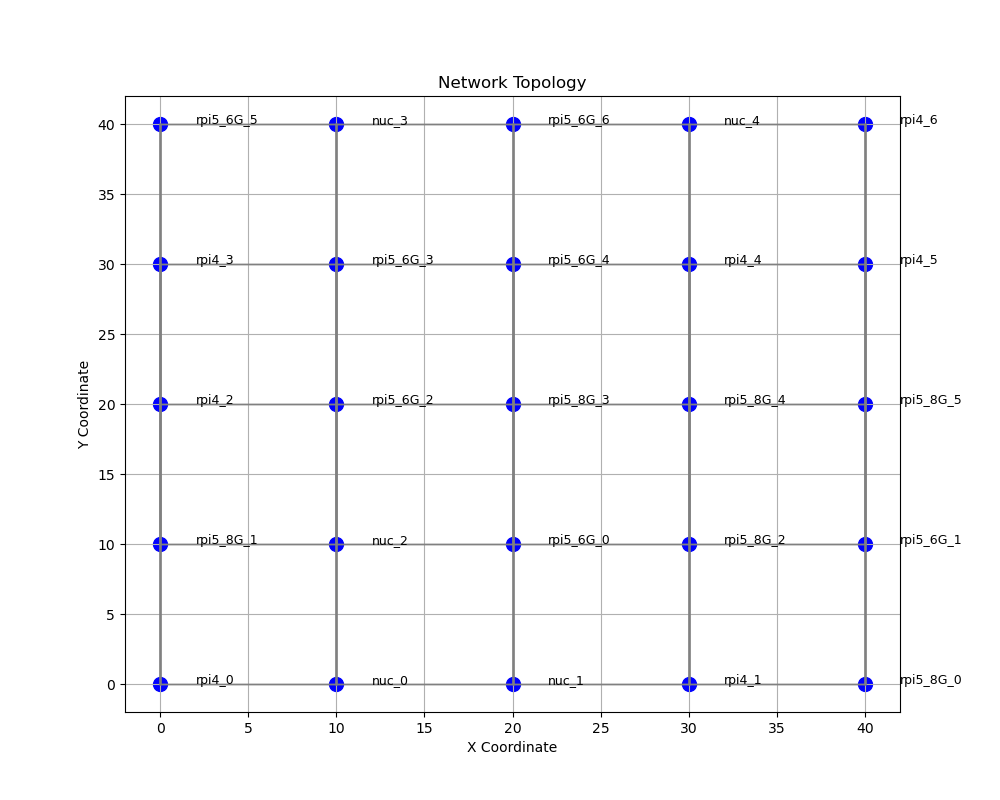 Network Topology
40 rpi5_6G_5 nuc_3 rpi5_6G_6 nuc_4 rpi4_6
35
30 rpi4_3 rpi5_6G_3 rpi5_6G_4 rpi4_4 rpi4_5
25
20 rpi4_2 rpi5_6G_2 rpi5_8G_3 rpi5_8G_4 rpi5_8G_5
15
10 rpi5_8G_1 nuc_2 rpi5_6G_0 rpi5_8G_2 rpi5_6G_1
5
0 rpi4_0 nuc_0 nuc_1 rpi4_1 rpi5_8G_0
0 5 10 15 20 25 30 35 40
X Coordinate
Y Coordinate